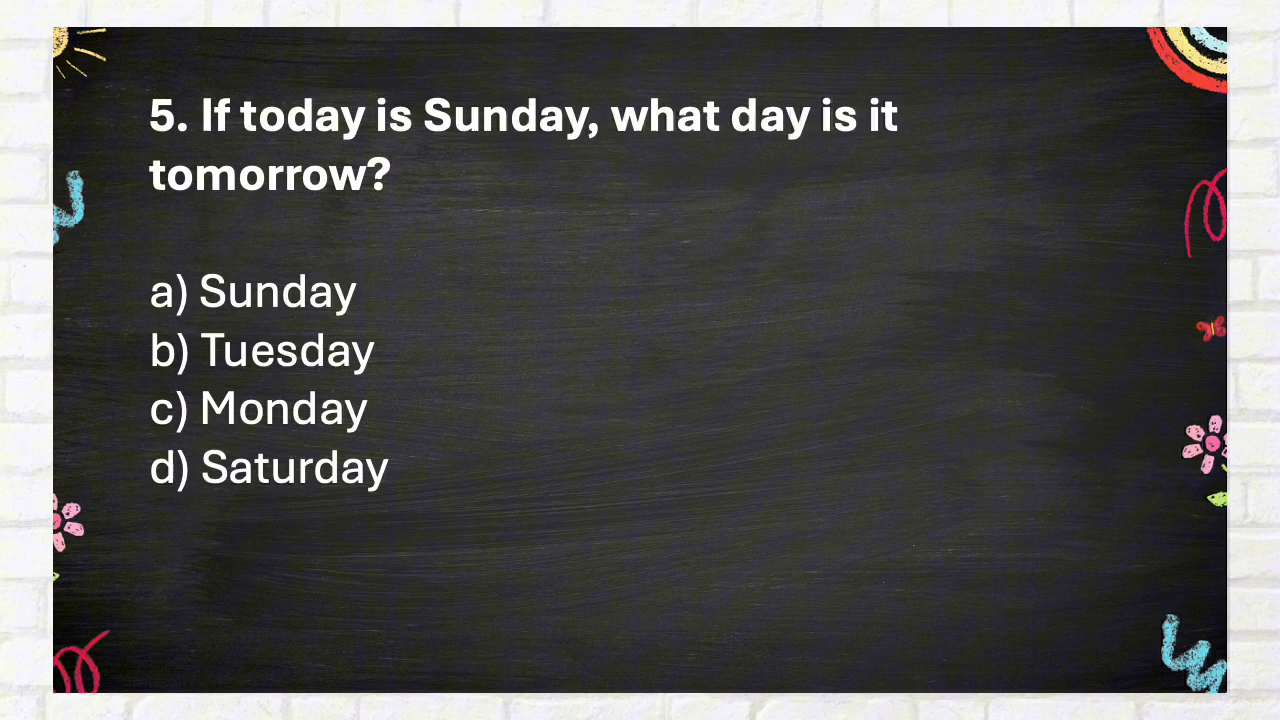 5. If today is Sunday, what day is it
tomorrow?
a) Sunday
b) Tuesday
c) Monday
d) Saturday